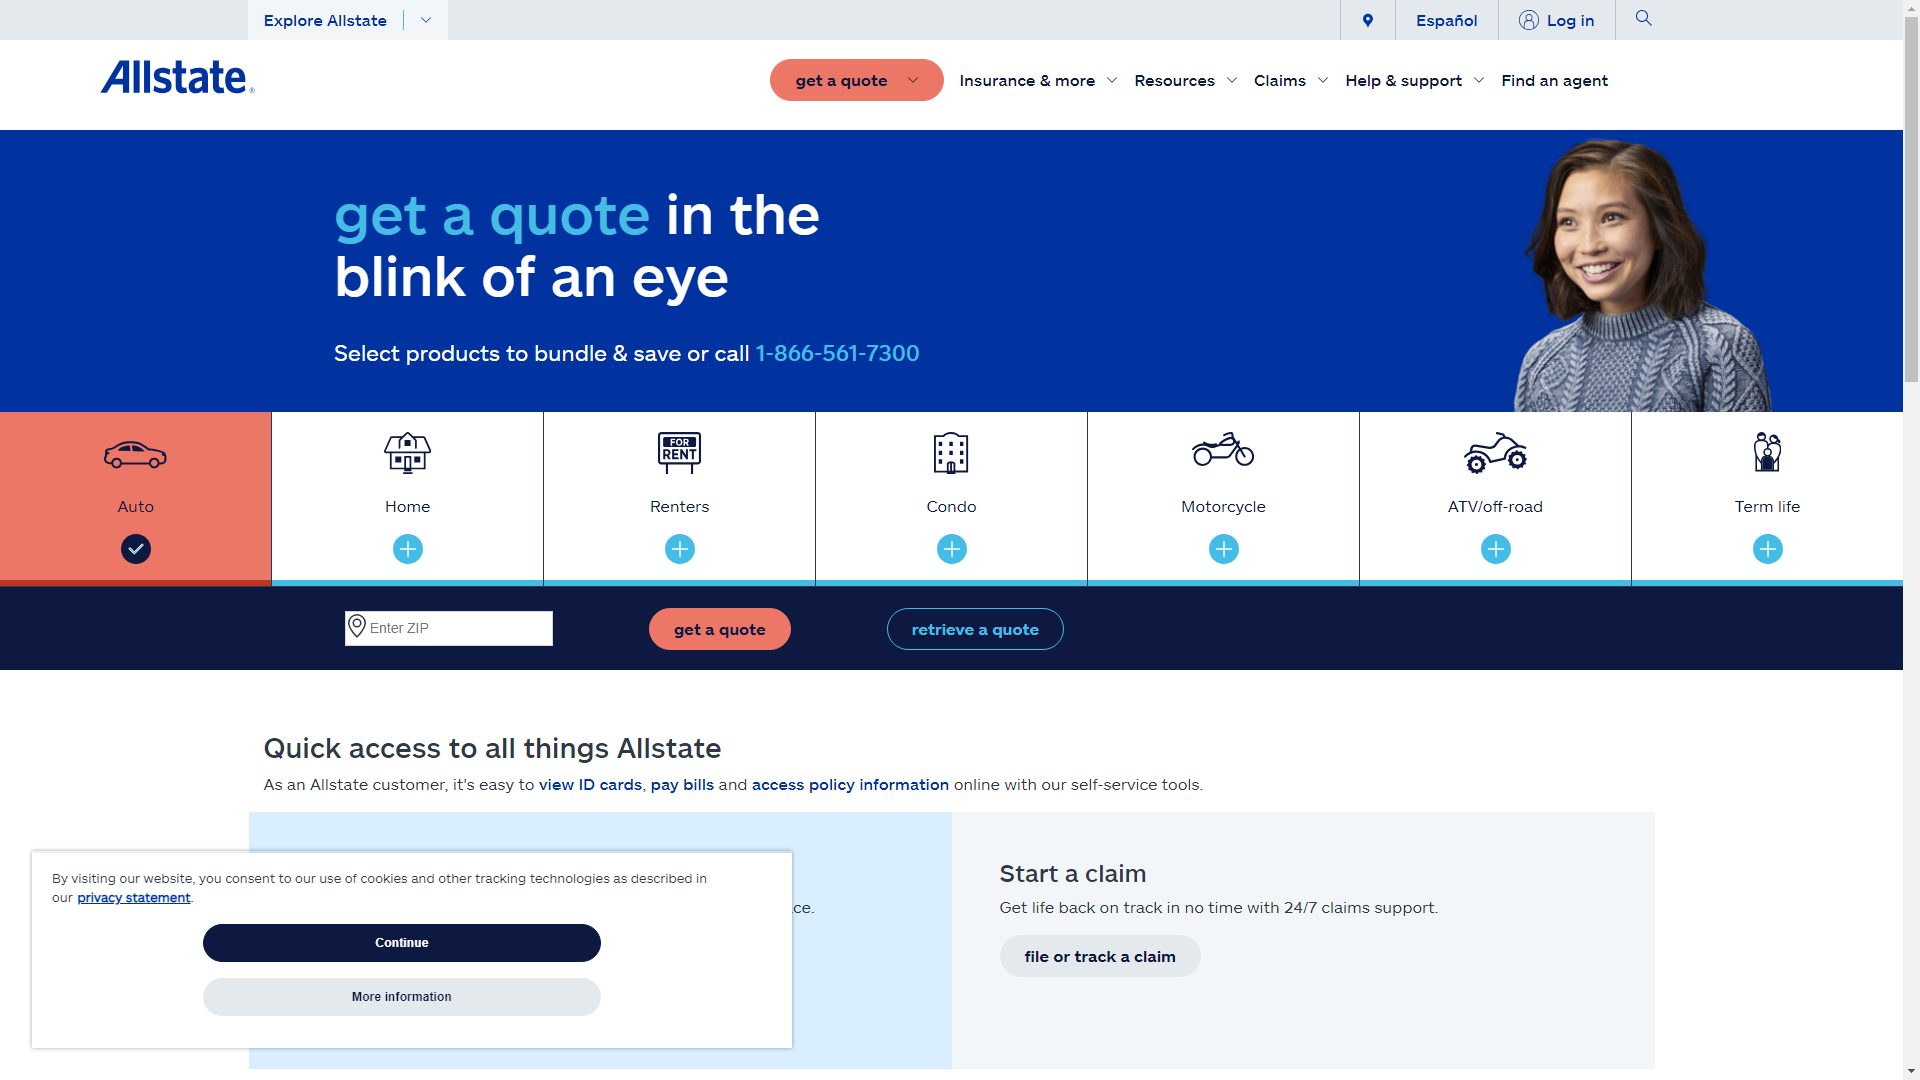 Explore Allstate
Español
Log in
Allstate®
get a quote
Insurance & more
Resources
Claims
Help & support
Find an agent
get a quote in the
blink of an eye
Select products to bundle & save or call 1-866-561-7300
Auto
Home
FOR
RENT
Renters
Condo
Motorcycle
ATV/off-road
Term life
Enter ZIP
get a quote
retrieve a quote
Quick access to all things Allstate
As an Allstate customer, it's easy to view ID cards, pay bills and access policy information online with our self-service tools.
By visiting our website, you consent to our use of cookies and other tracking technologies as described in
our privacy statement.
Continue
More information
ce.
Start a claim
Get life back on track in no time with 24/7 claims support.
file or track a claim